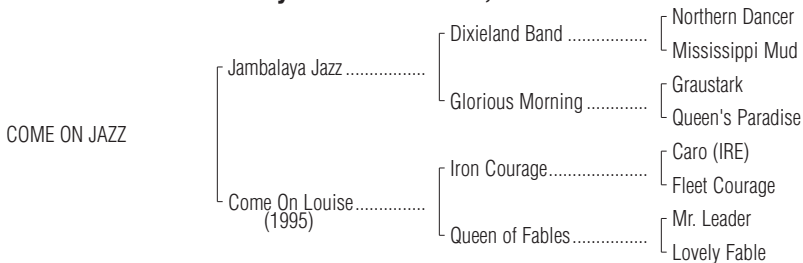 Northern Dancer
Dixieland Band .................
Mississippi Mud
Jambalaya Jazz ................
Graustark
Glorious Morning .............
Queen's Paradise
COME ON JAZZ
Caro (IRE)
Iron Courage.....................
Fleet Courage
Come On Louise ...............
(1995)
Mr. Leader
Queen of Fables................
Lovely Fable